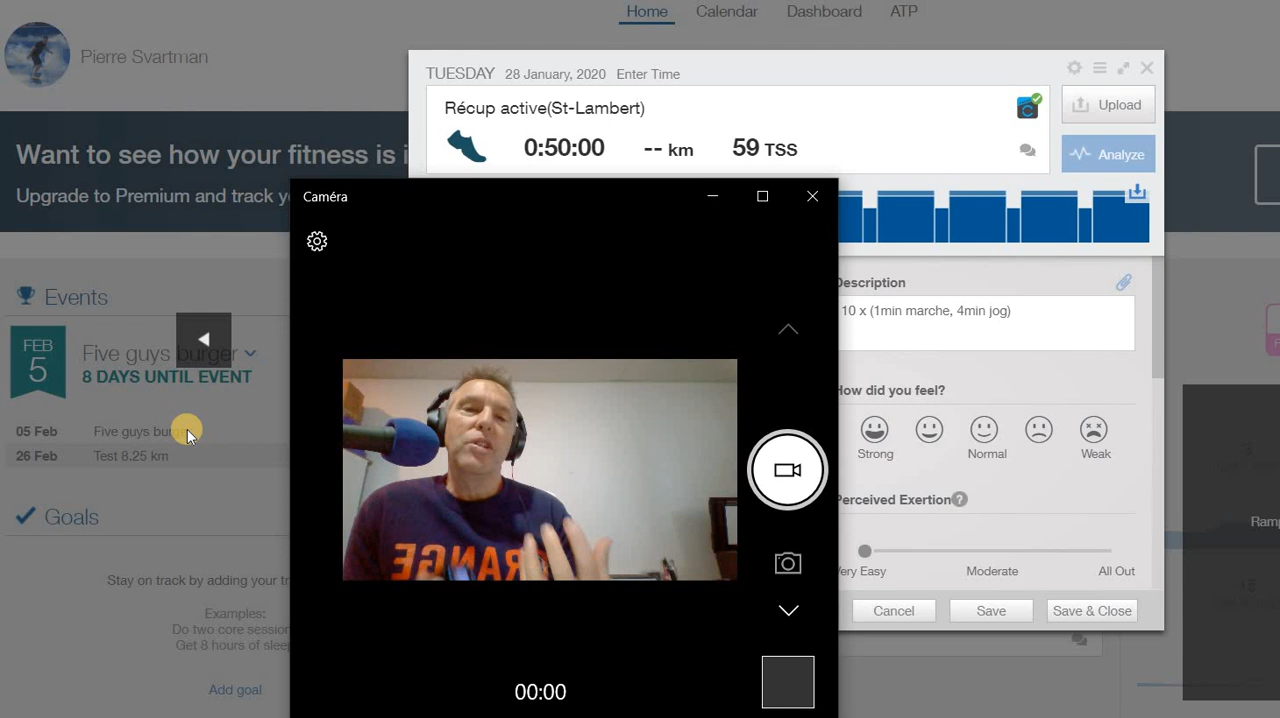 Home Calendar Dashboard ATP
Pierre Svartman
TUESDAY 28 January, 2020 Enter Time
Récup active(St-Lambert)
Upload
0:50:00 -- km 59 TSS
Analyze
Want to see how your fitness is i
Upgrade to Premium and track y
Caméra
Events
FEB
5
Five guys burger
8 DAYS UNTIL EVENT
05 Feb Five guys burger
26 Feb Test 8.25 km
Goals
Stay on track by adding your tr
Examples:
Do two core session
Get 8 hours of sleep
Add goal
ORANGE
00:00
Description
10 x (1min marche, 4min jog)
How did you feel?
Strong Normal Weak
Perceived Exertion ?
Very Easy Moderate All Out
Cancel Save Save & Close
Ramp